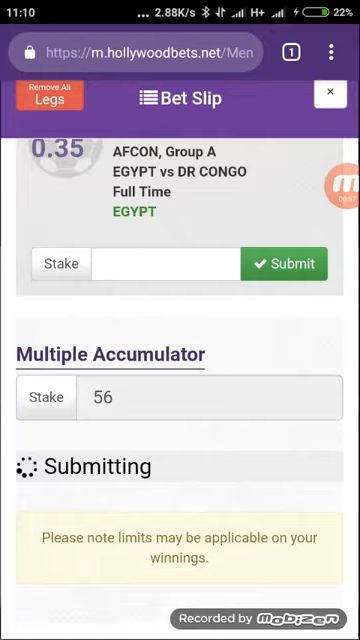 11:10
... 2.88K/s H+ 22%
https://m.hollywoodbets.net/Men
1
Remove All
Legs
Bet Slip
×
0.35
AFCON, Group A
EGYPT vs DR CONGO
Full Time
EGYPT
Stake
Submit
Multiple Accumulator
Stake
56
Submitting
Please note limits may be applicable on your
winnings.
Recorded by Mobizen